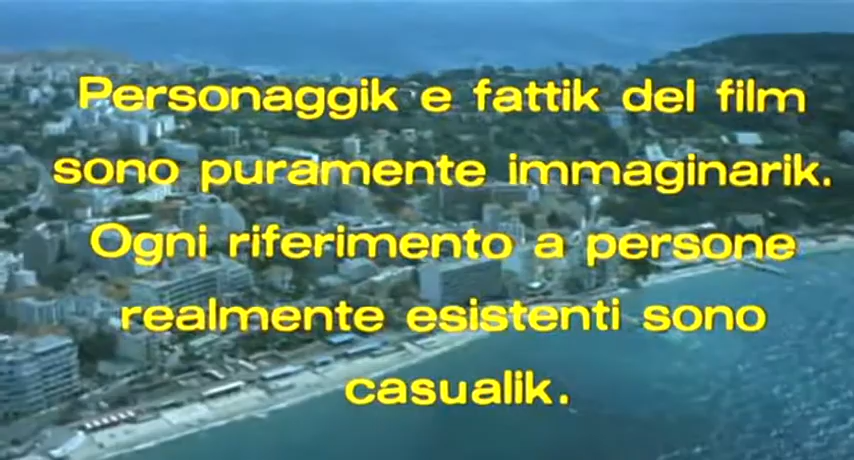 Personaggik e fattik del film
sono puramente immaginarik.
Ogni riferimento a persone
realmente esistenti sono
casualik.